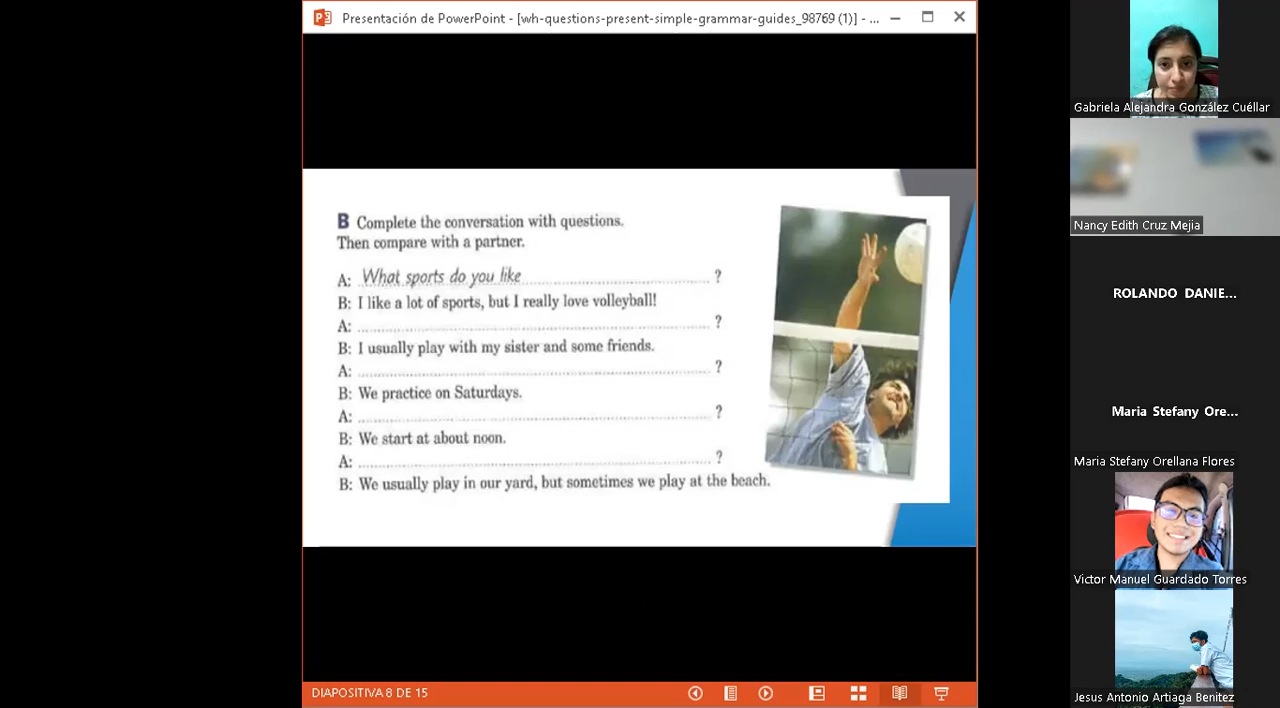 Presentación de PowerPoint - [wh-questions-present-simple-grammar-guides_98769 (1)] - ...
B Complete the conversation with questions.
Then compare with a partner.
A: What sports do you like ?
B: I like a lot of sports, but I really love volleyball!
A: ?
B: I usually play with my sister and some friends.
A: ?
B: We practice on Saturdays.
A: ?
B: We start at about noon.
A: ?
B: We usually play in our yard, but sometimes we play at the beach.
DIAPOSITIVA 8 DE 15
Gabriela Alejandra González Cuéllar
Nancy Edith Cruz Mejia
ROLANDO DANIE...
Maria Stefany Ore...
Maria Stefany Orellana Flores
Victor Manuel Guardado Torres
Jesus Antonio Artiaga Benitez